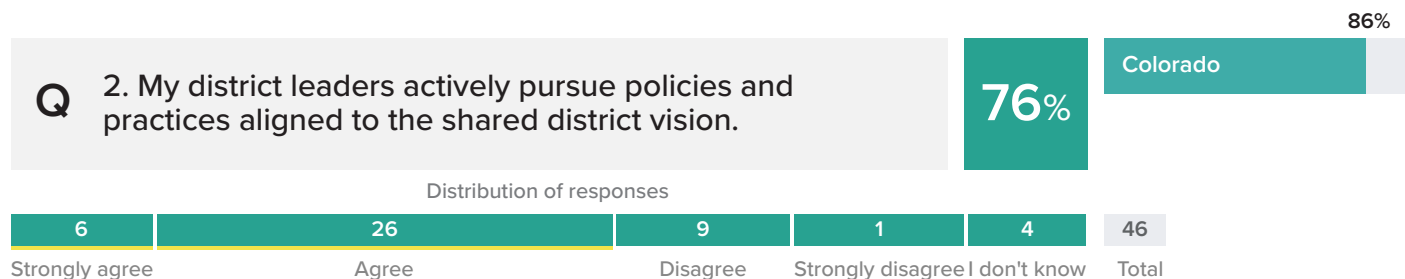 86%
Q
2. My district leaders actively pursue policies and
practices aligned to the shared district vision.
76%
Colorado
Distribution of responses
6 26 9 1 4 46
Strongly agree Agree Disagree Strongly disagree I don't know Total